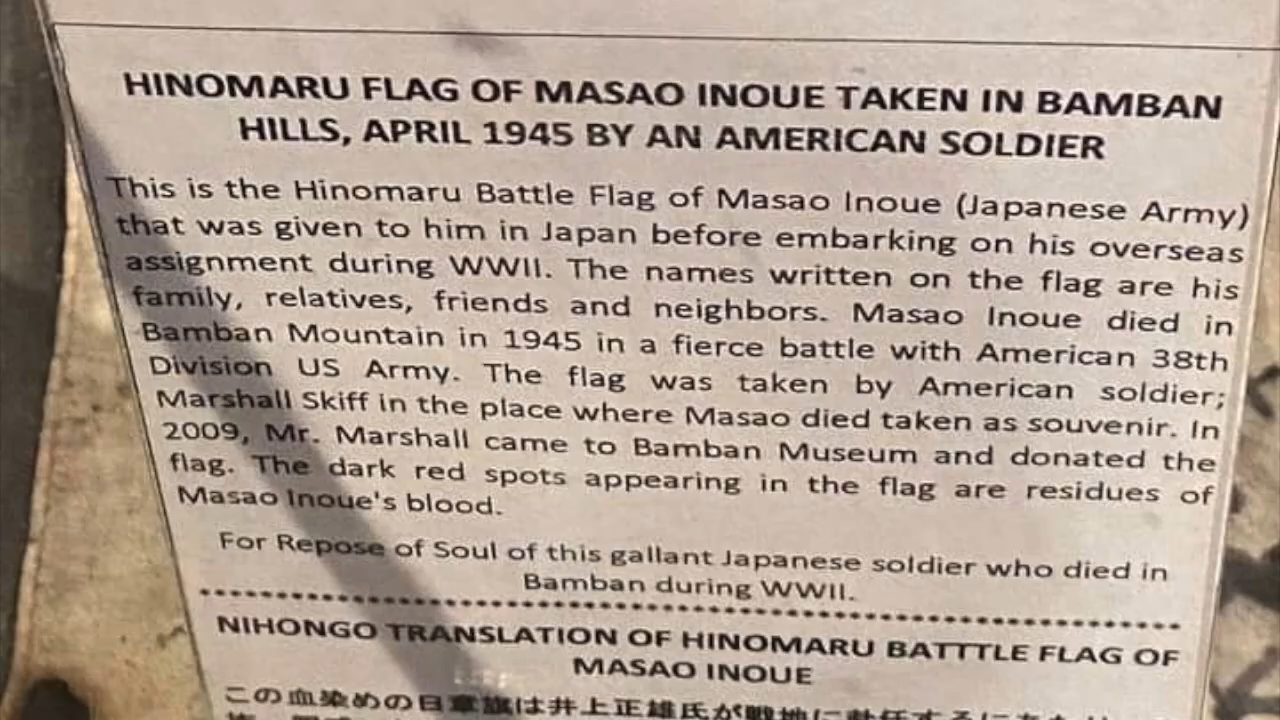 HINOMARU FLAG OF MASAO INOUE TAKEN IN BAMBAN
HILLS, APRIL 1945 BY AN AMERICAN SOLDIER
This is the Hinomaru Battle Flag of Masao Inoue (Japanese Army)
that was given to him in Japan before embarking on his overseas
assignment during WWII. The names written on the flag are his
family, relatives, friends and neighbors. Masao Inoue died in
Bamban Mountain in 1945 in a fierce battle with American 38th
Division US Army. The flag was taken by American soldier;
Marshall Skiff in the place where Masao died taken as souvenir. In
2009, Mr. Marshall came to Bamban Museum and donated the
flag. The dark red spots appearing in the flag are residues of
Masao Inoue's blood.
For Repose of Soul of this gallant Japanese soldier who died in
Bamban during WWII.
NIHONGO TRANSLATION OF HINOMARU BATTTLE FLAG OF
MASAO INOUE
この血染めの日章旗は井上正雄氏が戦地に赴任するにあた